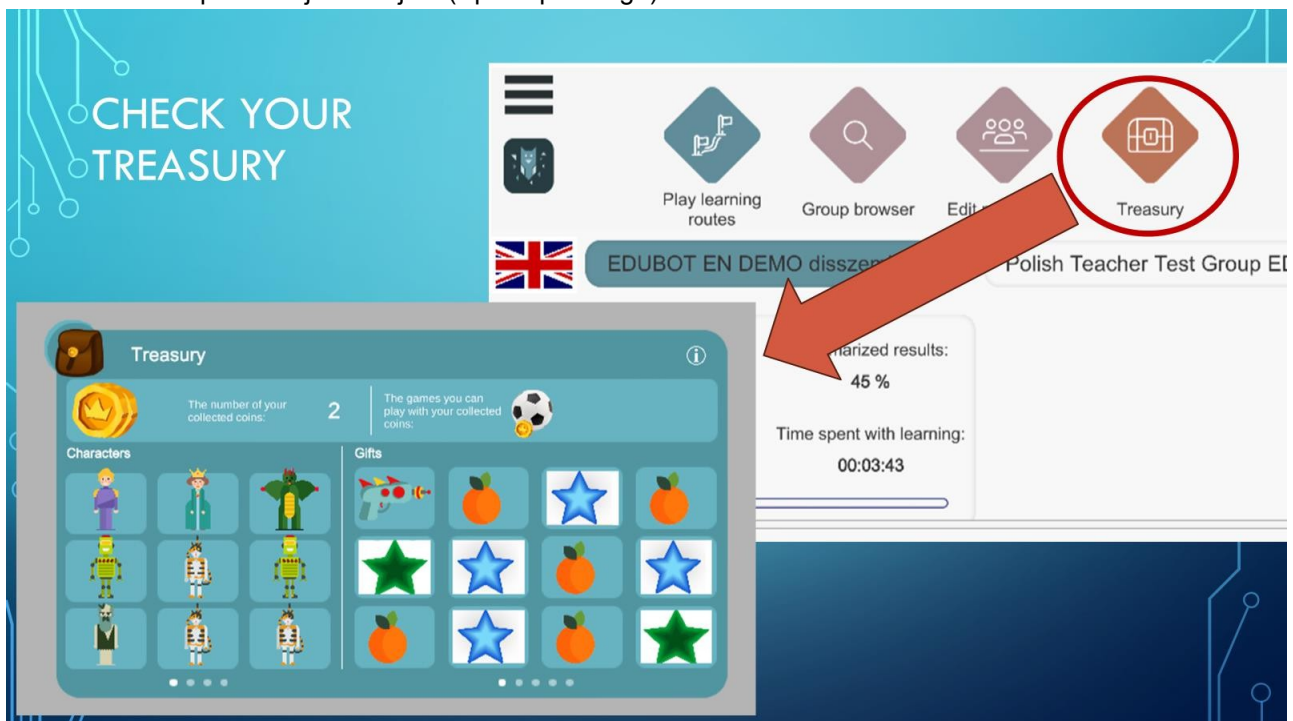 CHECK YOUR
TREASURY
Play learning
routes
Group browser
Treasury
EDUBOT EN DEMO
Polish Teacher Test Group
results:
45 %
Time spent with learning:
00:03:43
Treasury
The number of your
collected coins:
2
The games you can
play with your collected
coins:
Characters
Gifts